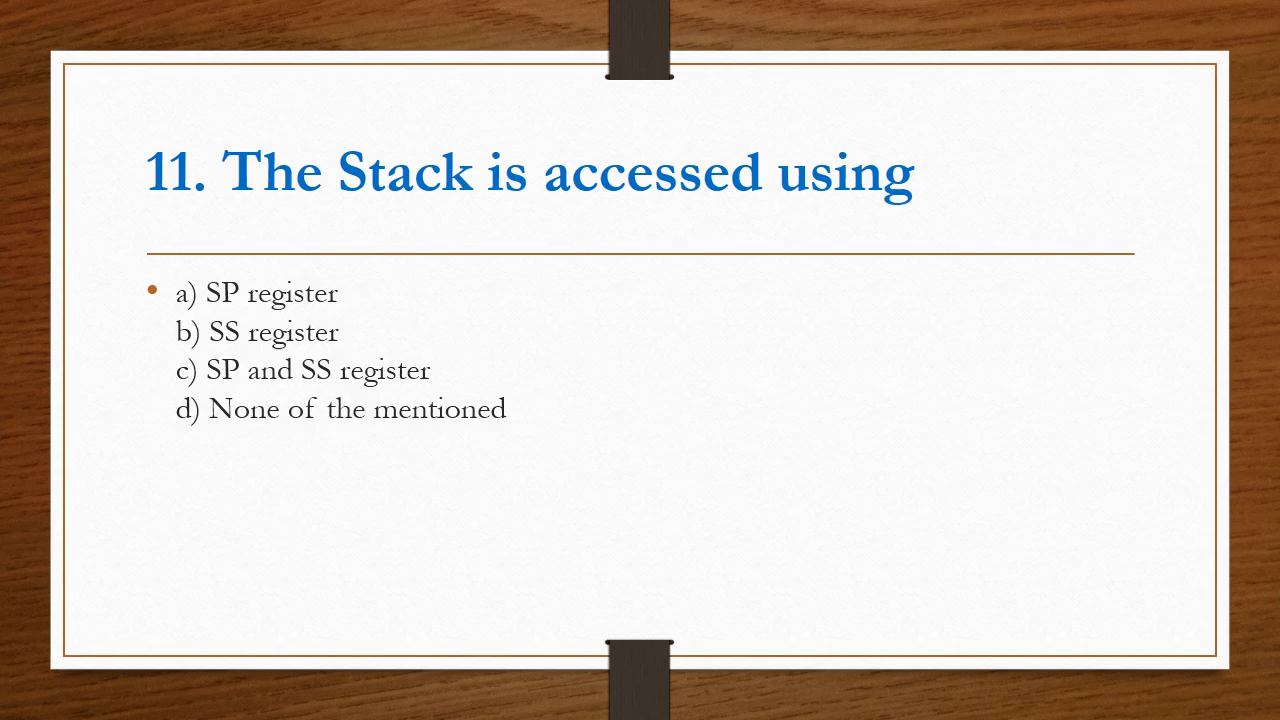 11. The Stack is accessed using
• a) SP register
b) SS register
c) SP and SS register
d) None of the mentioned